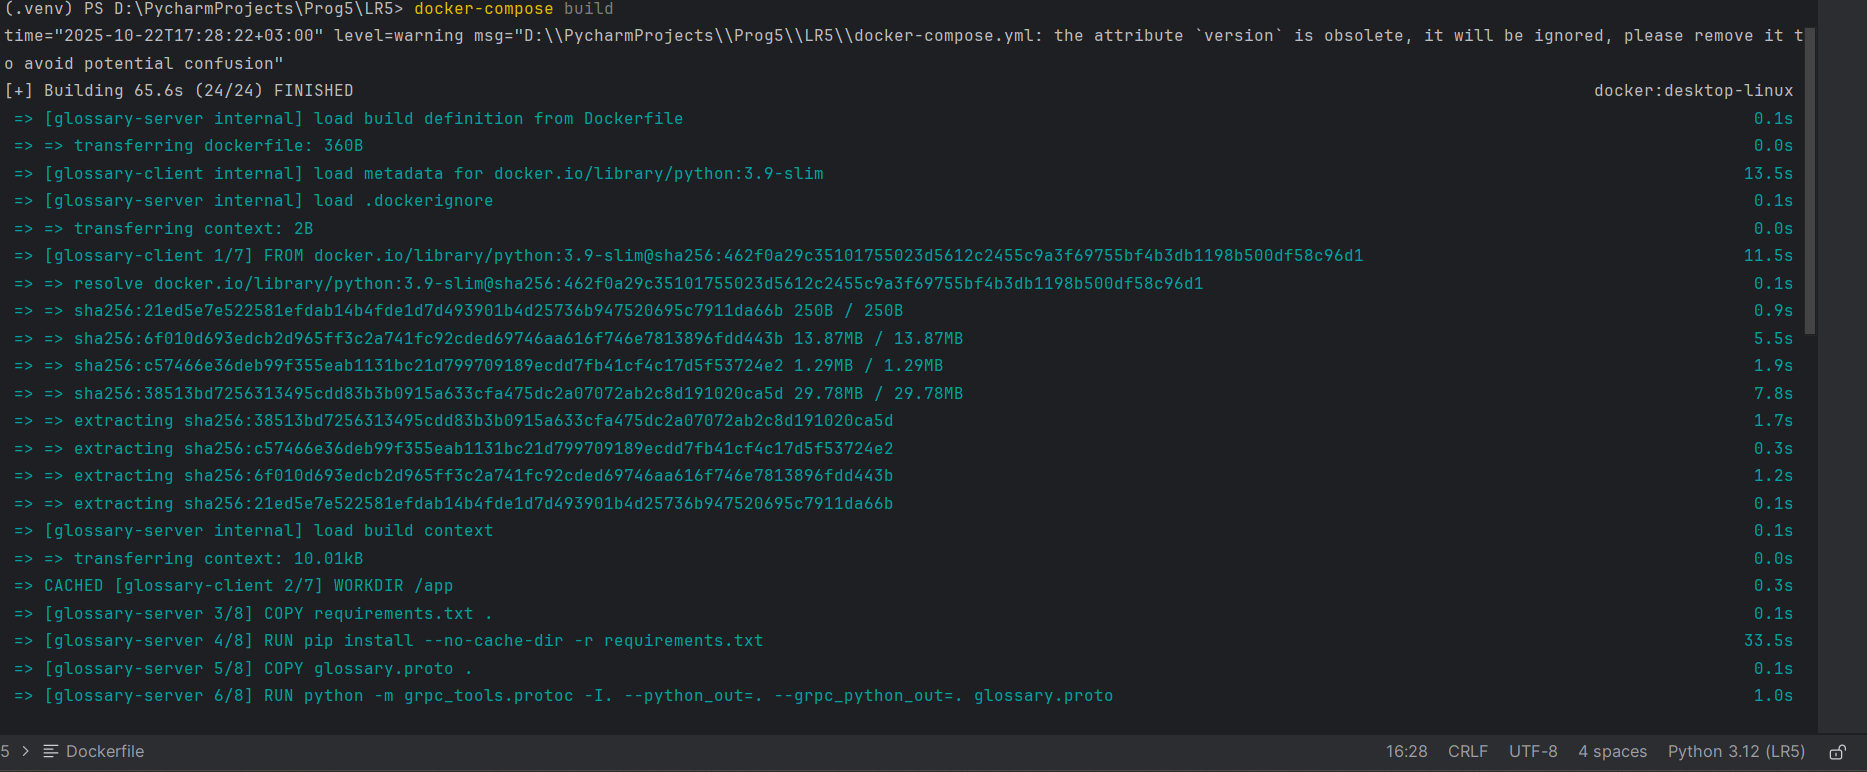 (.venv) PS D:\PycharmProjects\Prog5\LR5> docker-compose build
time="2025-10-22T17:28:22+03:00" level=warning msg="D:\\PycharmProjects\\Prog5\\LR5\\docker-compose.yml: the attribute `version` is obsolete, it will be ignored, please remove it t
o avoid potential confusion"
[+] Building 65.6s (24/24) FINISHED docker:desktop-linux
=> [glossary-server internal] load build definition from Dockerfile 0.1s
=> => transferring dockerfile: 360B 0.0s
=> [glossary-client internal] load metadata for docker.io/library/python:3.9-slim 13.5s
=> [glossary-server internal] load .dockerignore 0.1s
=> => transferring context: 2B 0.0s
=> [glossary-client 1/7] FROM docker.io/library/python:3.9-slim@sha256:462f0a29c35101755023d5612c2455c9a3f69755bf4b3db1198b500df58c96d1 11.5s
=> => resolve docker.io/library/python:3.9-slim@sha256:462f0a29c35101755023d5612c2455c9a3f69755bf4b3db1198b500df58c96d1 0.1s
=> => sha256:21ed5e7e522581efdab14b4fde1d7d493901b4d25736b947520695c7911da66b 250B / 250B 0.9s
=> => sha256:6f010d693edcb2d965ff3c2a741fc92cded69746aa616f746e7813896fdd443b 13.87MB / 13.87MB 5.5s
=> => sha256:c57466e36deb99f355eab1131bc21d799709189ecdd7fb41cf4c17d5f53724e2 1.29MB / 1.29MB 1.9s
=> => sha256:38513bd7256313495cdd83b3b0915a633cfa475dc2a07072ab2c8d191020ca5d 29.78MB / 29.78MB 7.8s
=> => extracting sha256:38513bd7256313495cdd83b3b0915a633cfa475dc2a07072ab2c8d191020ca5d 1.7s
=> => extracting sha256:c57466e36deb99f355eab1131bc21d799709189ecdd7fb41cf4c17d5f53724e2 0.3s
=> => extracting sha256:6f010d693edcb2d965ff3c2a741fc92cded69746aa616f746e7813896fdd443b 1.2s
=> => extracting sha256:21ed5e7e522581efdab14b4fde1d7d493901b4d25736b947520695c7911da66b 0.1s
=> [glossary-server internal] load build context 0.1s
=> => transferring context: 10.01kB 0.0s
=> CACHED [glossary-client 2/7] WORKDIR /app 0.3s
=> [glossary-server 3/8] COPY requirements.txt . 0.1s
=> [glossary-server 4/8] RUN pip install --no-cache-dir -r requirements.txt 33.5s
=> [glossary-server 5/8] COPY glossary.proto . 0.1s
=> [glossary-server 6/8] RUN python -m grpc_tools.protoc -I. --python_out=. --grpc_python_out=. glossary.proto 1.0s
5 > Dockerfile 16:28 CRLF UTF-8 4 spaces Python 3.12 (LR5)